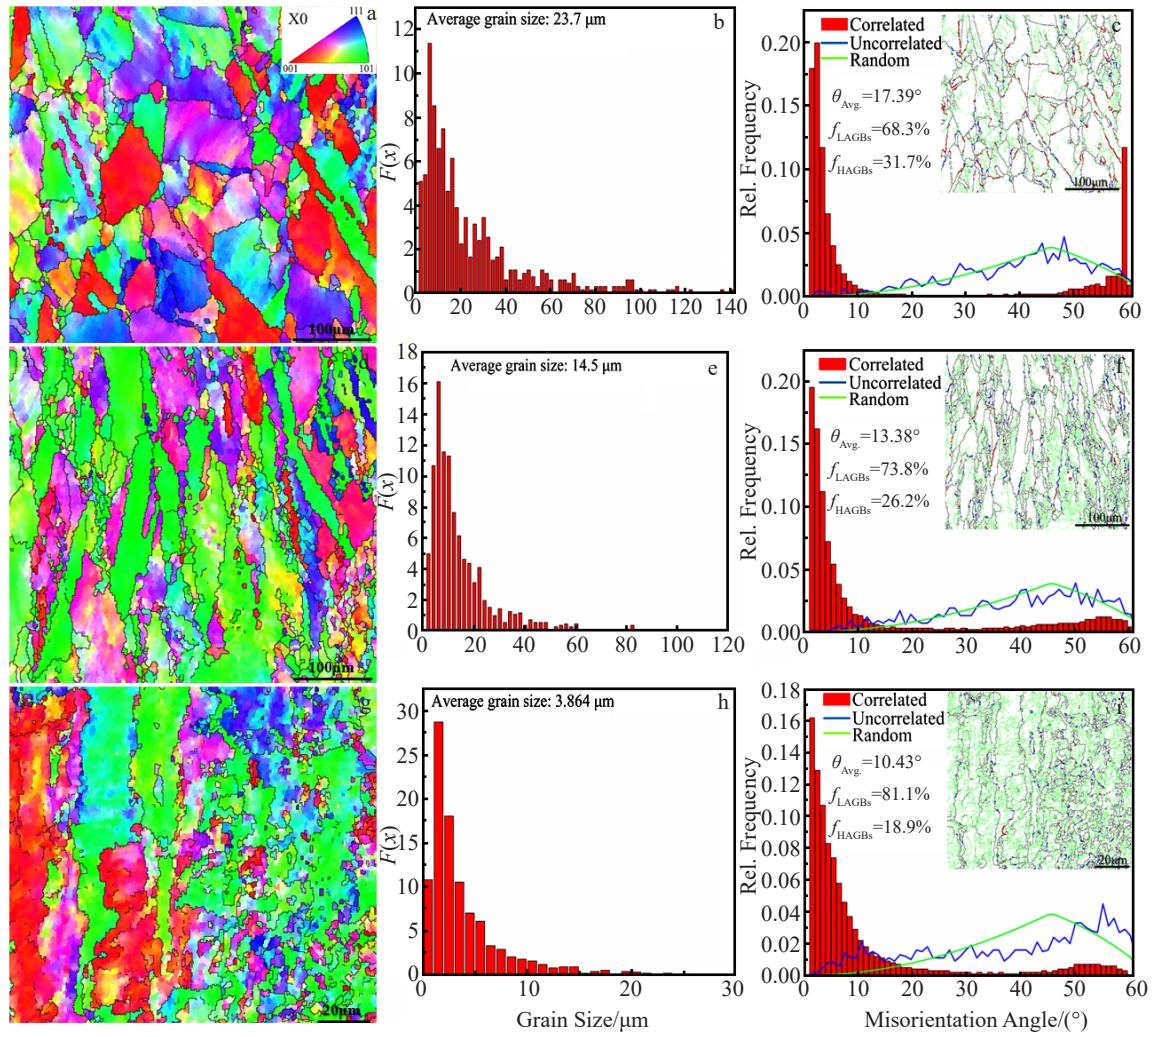 X0
111
a
001
101
100μm
Average grain size: 23.7 μm
b
F(x)
12
10
8
6
4
2
0
0 20 40 60 80 100 120 140
Correlated
Uncorrelated
Random
c
θAvg.=17.39°
fLAGBs=68.3%
fHAGBs=31.7%
100μm
Rel. Frequency
0.20
0.15
0.10
0.05
0.00
0 10 20 30 40 50 60
100μm
Average grain size: 14.5 μm
e
F(x)
18
16
14
12
10
8
6
4
2
0
0 20 40 60 80 100 120
Correlated
Uncorrelated
Random
f
θAvg.=13.38°
fLAGBs=73.8%
fHAGBs=26.2%
100μm
Rel. Frequency
0.20
0.15
0.10
0.05
0.00
0 10 20 30 40 50 60
20μm
Average grain size: 3.864 μm
h
F(x)
30
25
20
15
10
5
0
0 10 20 30
Grain Size/μm
Correlated
Uncorrelated
Random
i
θAvg.=10.43°
fLAGBs=81.1%
fHAGBs=18.9%
20μm
Rel. Frequency
0.18
0.16
0.14
0.12
0.10
0.08
0.06
0.04
0.02
0.00
0 10 20 30 40 50 60
Misorientation Angle/(°)